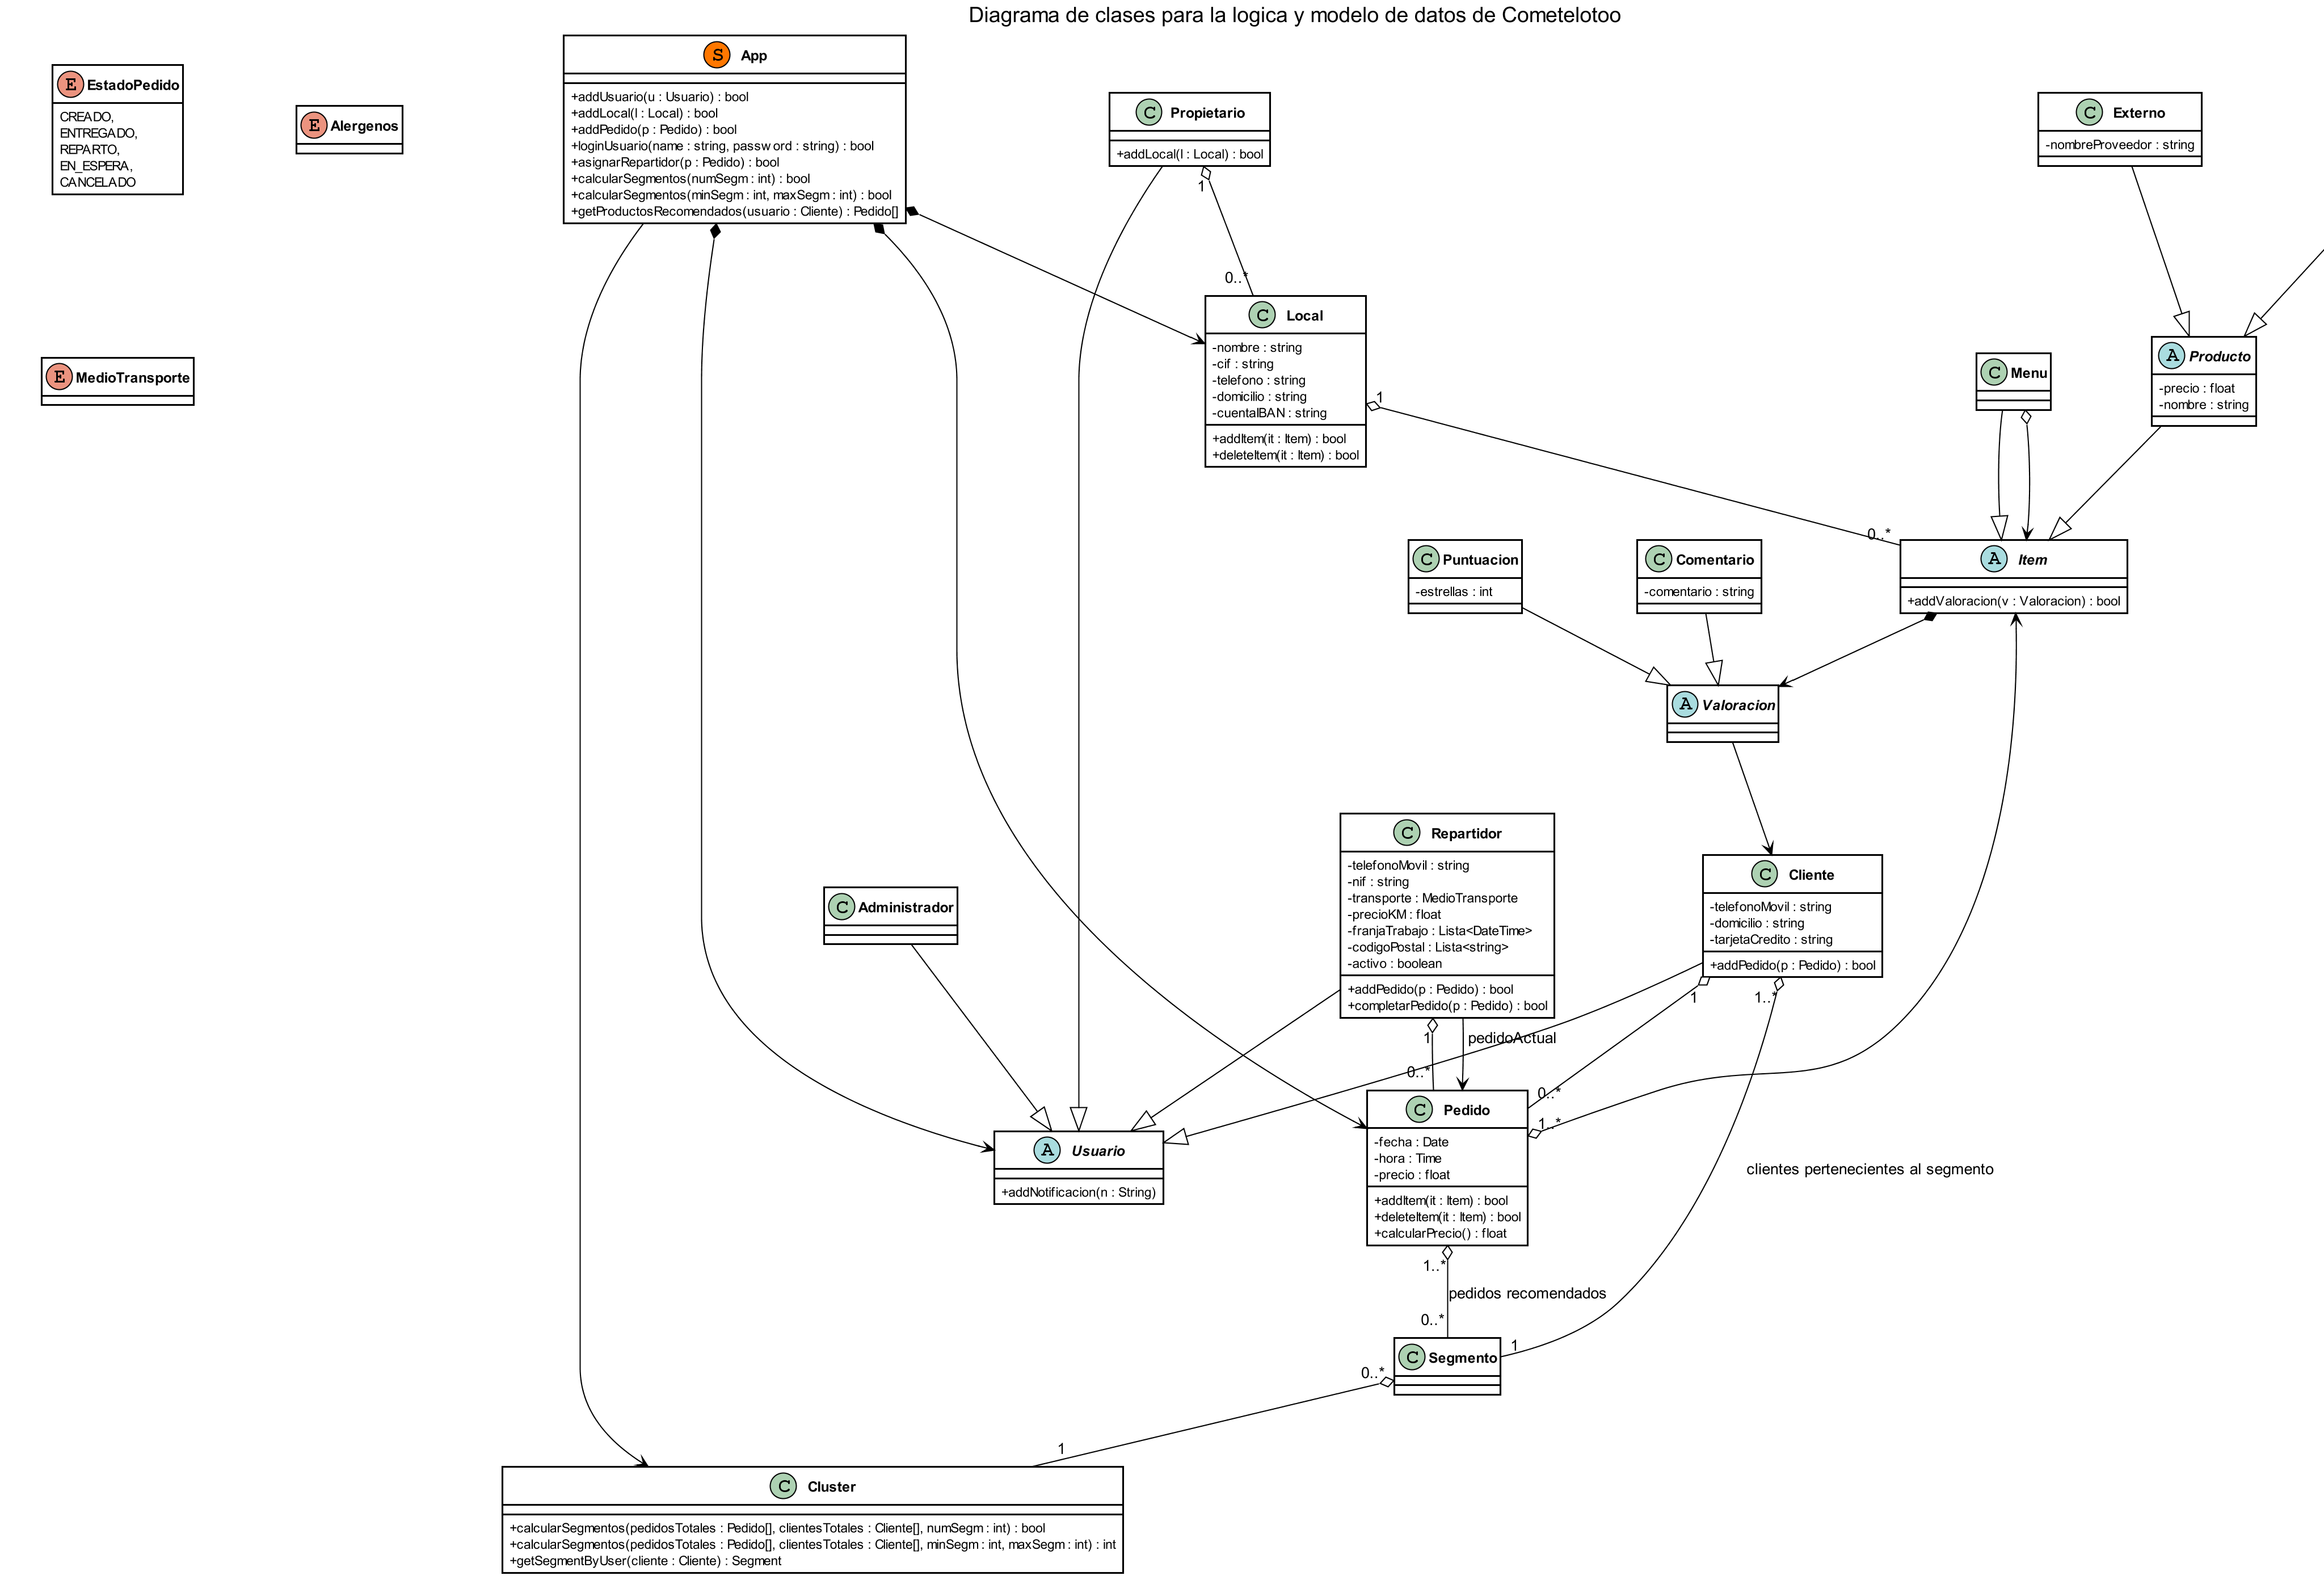 Diagrama de clases para la logica y modelo de datos de Cometelotoo
E EstadoPedido
CREADO,
ENTREGADO,
REPARTO,
EN_ESPERA,
CANCELADO
E Alergenos
E MedioTransporte
S App
+addUsuario(u : Usuario) : bool
+addLocal(l : Local) : bool
+addPedido(p : Pedido) : bool
+loginUsuario(name : string, password : string) : bool
+asignarRepartidor(p : Pedido) : bool
+calcularSegmentos(numSegm : int) : bool
+calcularSegmentos(minSegm : int, maxSegm : int) : bool
+getProductosRecomendados(usuario : Cliente) : Pedido[]
C Propietario
+addLocal(l : Local) : bool
1
0..*
C Local
-nombre : string
-cif : string
-telefono : string
-domicilio : string
-cuentaIBAN : string
+addItem(it : Item) : bool
+deleteItem(it : Item) : bool
1
0..*
C Externo
-nombreProveedor : string
A Producto
-precio : float
-nombre : string
C Menu
A Item
+addValoracion(v : Valoracion) : bool
C Puntuacion
-estrellas : int
C Comentario
-comentario : string
A Valoracion
C Repartidor
-telefonoMovil : string
-nif : string
-transporte : MedioTransporte
-precioKM : float
-franjaTrabajo : Lista<DateTime>
-codigoPostal : Lista<string>
-activo : boolean
+addPedido(p : Pedido) : bool
+completarPedido(p : Pedido) : bool
C Cliente
-telefonoMovil : string
-domicilio : string
-tarjetaCredito : string
+addPedido(p : Pedido) : bool
C Administrador
1
pedidoActual
0..*
1
1..*
0..*
1..*
A Usuario
+addNotificacion(n : String)
C Pedido
-fecha : Date
-hora : Time
-precio : float
+addItem(it : Item) : bool
+deleteItem(it : Item) : bool
+calcularPrecio() : float
clientes pertenecientes al segmento
1..*
pedidos recomendados
0..*
1
C Segmento
0..*
1
C Cluster
+calcularSegmentos(pedidosTotales : Pedido[], clientesTotales : Cliente[], numSegm : int) : bool
+calcularSegmentos(pedidosTotales : Pedido[], clientesTotales : Cliente[], minSegm : int, maxSegm : int) : int
+getSegmentByUser(cliente : Cliente) : Segment